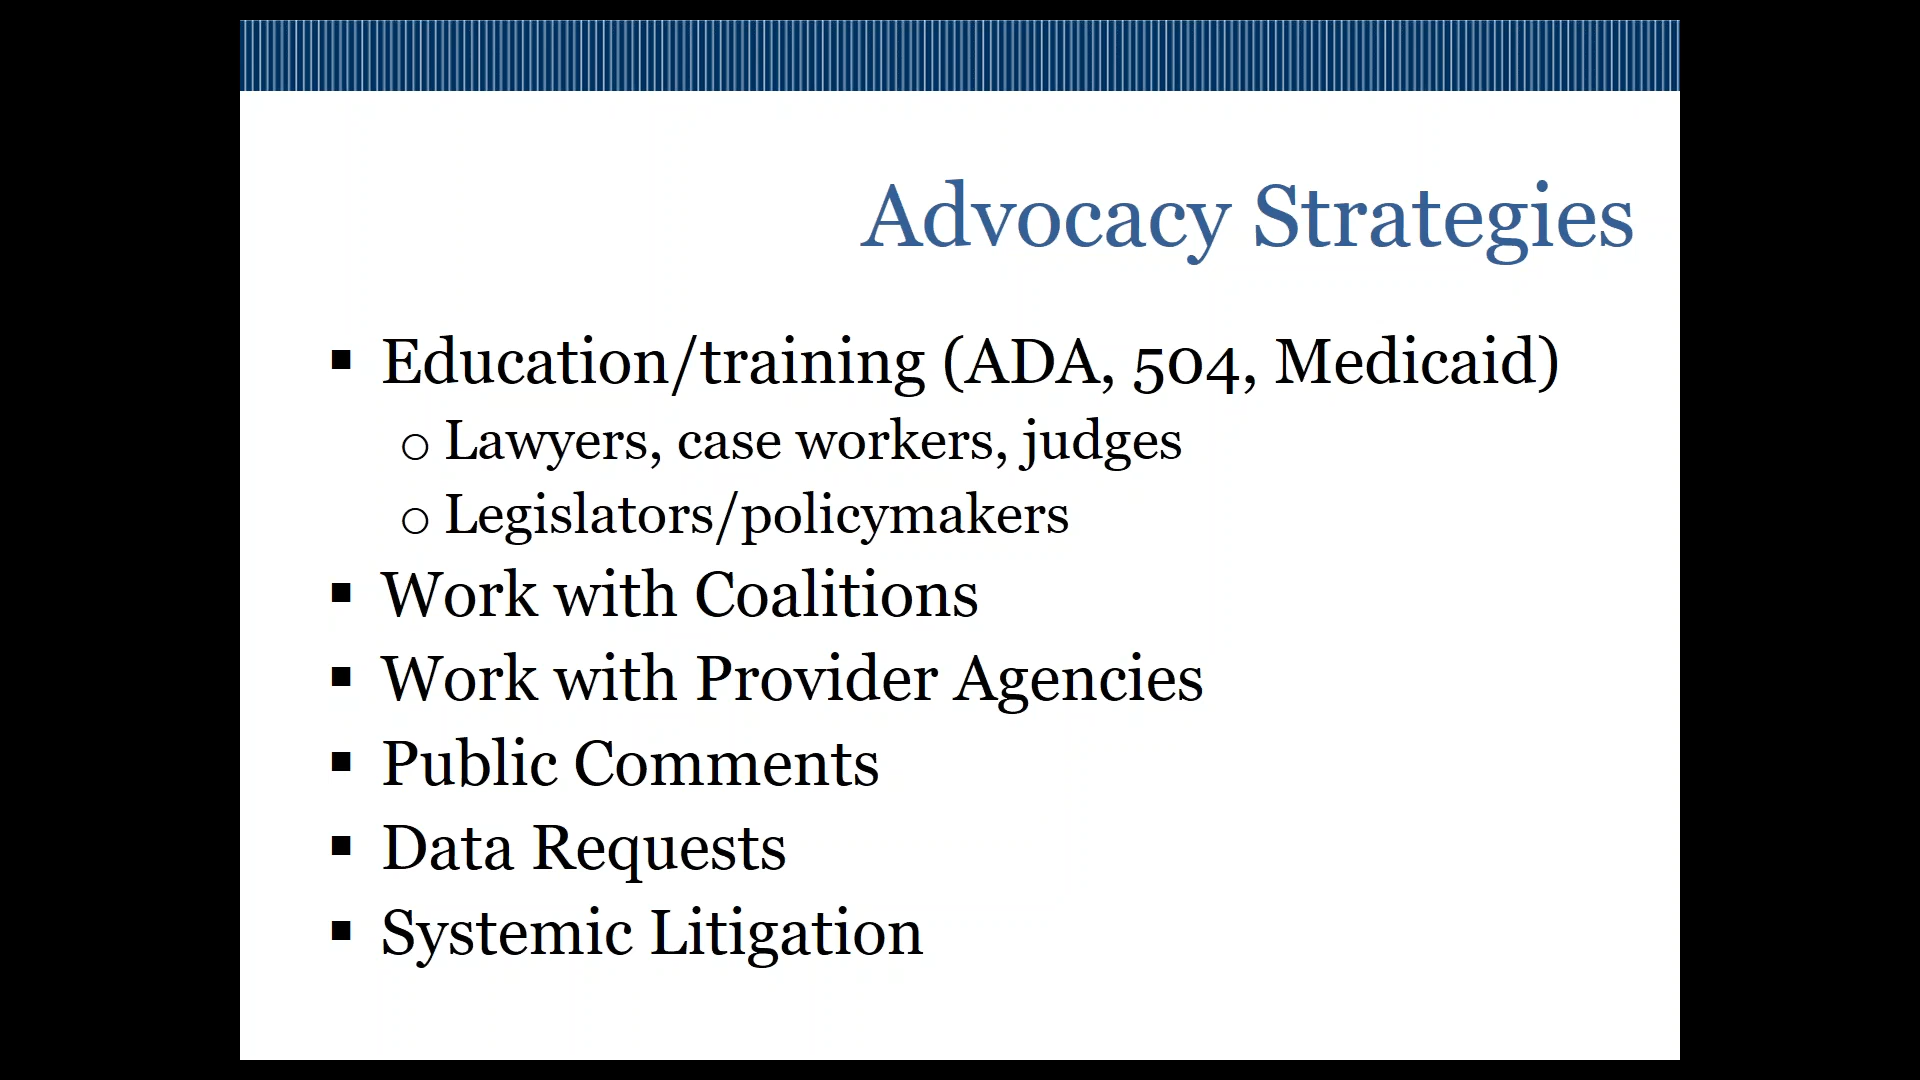 Advocacy Strategies
▪ Education/training (ADA, 504, Medicaid)
o Lawyers, case workers, judges
o Legislators/policymakers
▪ Work with Coalitions
▪ Work with Provider Agencies
▪ Public Comments
▪ Data Requests
▪ Systemic Litigation